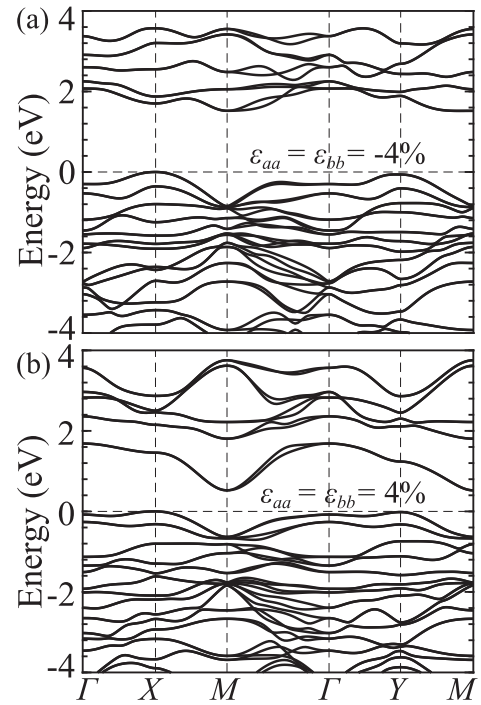 (a)
4
2
0
-2
-4
Energy (eV)
εaa = εbb = -4%
(b)
4
2
0
-2
-4
Energy (eV)
εaa = εbb = 4%
Γ X M Γ Y M